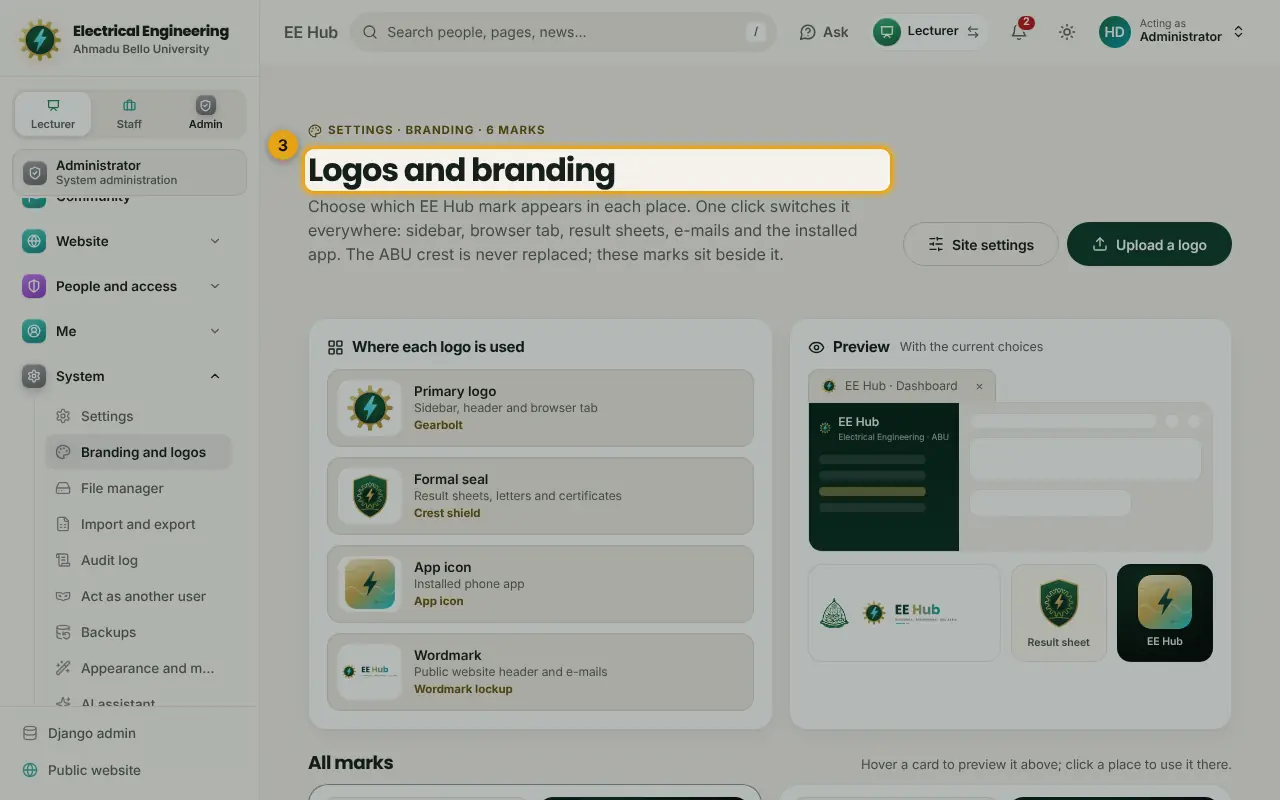 Electrical Engineering
Ahmadu Bello University
EE Hub
Search people, pages, news...
/
Ask
Lecturer
2
HD
Acting as
Administrator
Lecturer
Staff
Admin
Administrator
System administration
Community
Website
People and access
Me
System
Settings
Branding and logos
File manager
Import and export
Audit log
Act as another user
Backups
Appearance and m...
AI assistant
Django admin
Public website
SETTINGS · BRANDING · 6 MARKS
3
Logos and branding
Choose which EE Hub mark appears in each place. One click switches it
everywhere: sidebar, browser tab, result sheets, e-mails and the installed
app. The ABU crest is never replaced; these marks sit beside it.
Site settings
Upload a logo
Where each logo is used
Primary logo
Sidebar, header and browser tab
Gearbolt
Formal seal
Result sheets, letters and certificates
Crest shield
App icon
Installed phone app
App icon
EE Hub
Wordmark
Public website header and e-mails
Wordmark lockup
Preview
With the current choices
EE Hub · Dashboard
×
EE Hub
Electrical Engineering · ABU
EE Hub
Result sheet
EE Hub
All marks
Hover a card to preview it above; click a place to use it there.